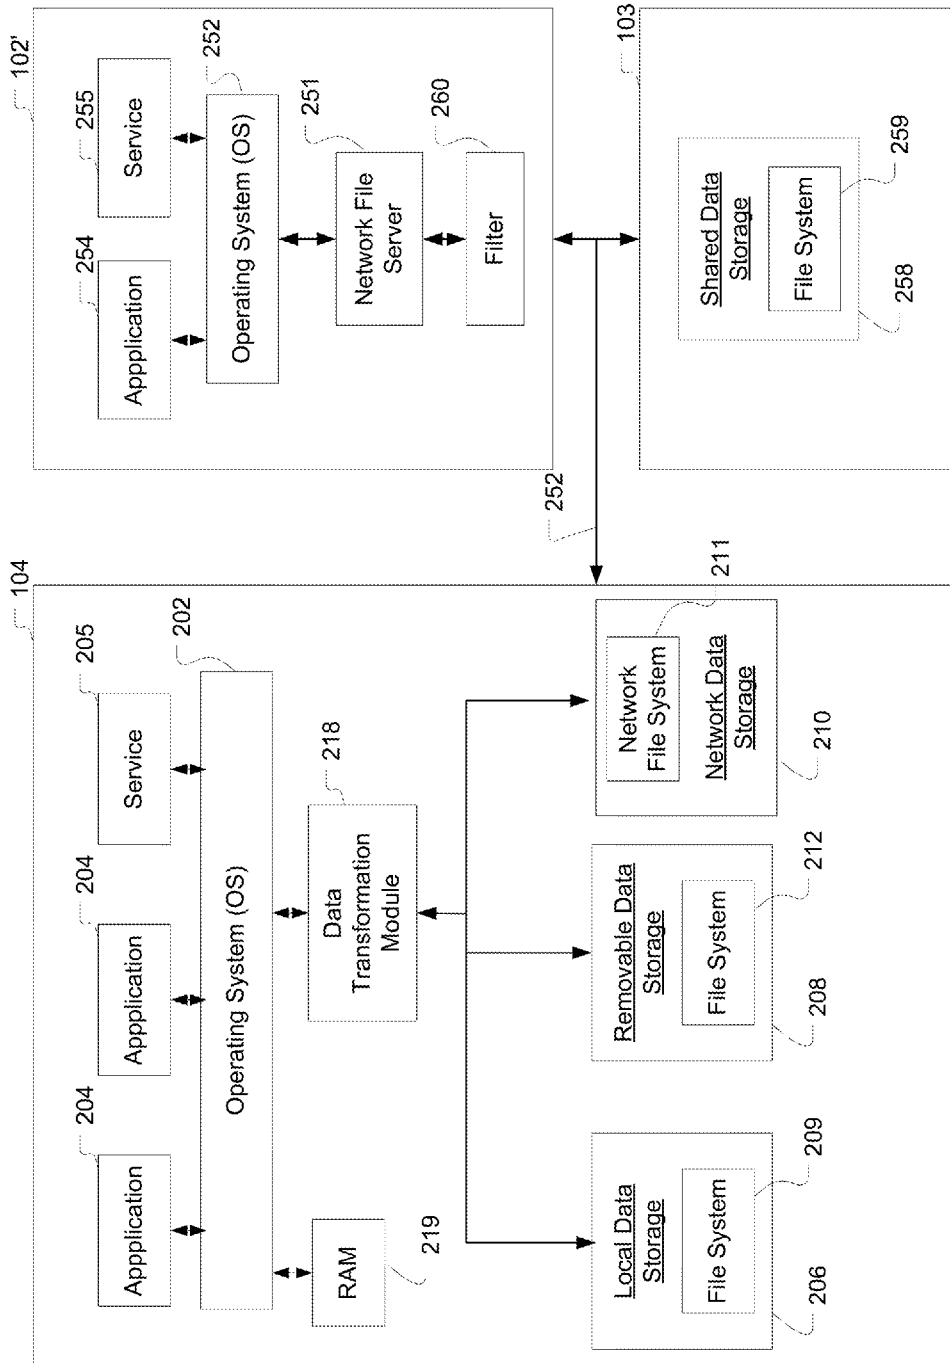 104
102'
204
204
205
254
255
Appplication
Appplication
Service
Appplication
Service
202
252
Operating System (OS)
Operating System (OS)
RAM
219
218
Data
Transformation
Module
251
Network File
Server
260
Filter
252
103
206
Local Data
Storage
File System
209
208
Removable Data
Storage
File System
212
210
Network
File System
211
Network Data
Storage
Shared Data
Storage
File System
259
258